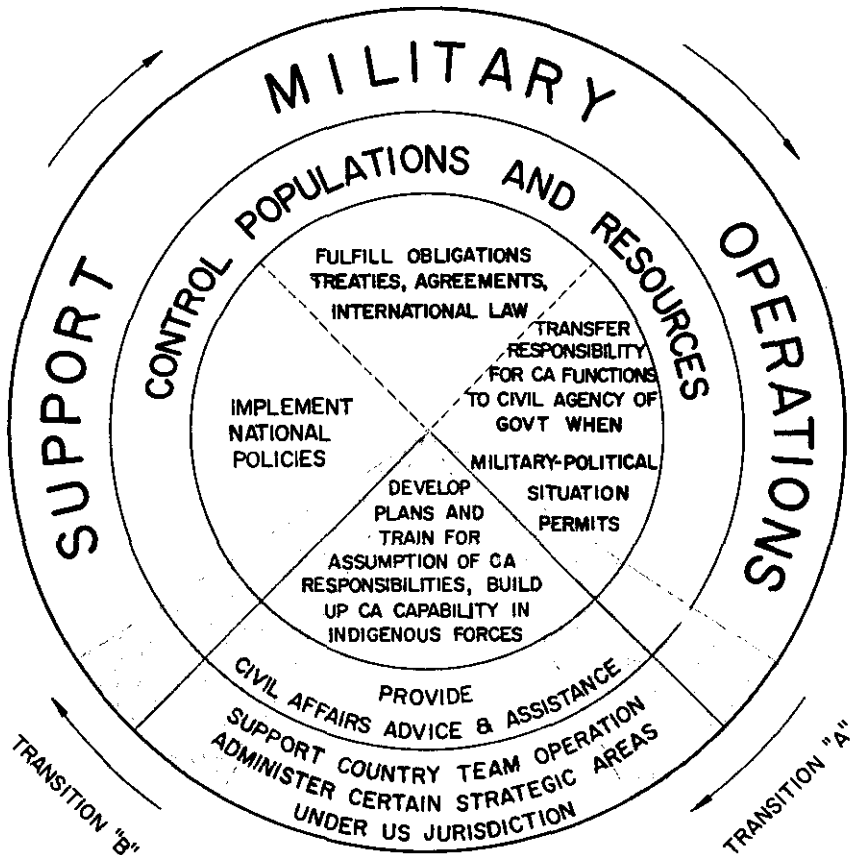 SUPPORT MILITARY OPERATIONS
CONTROL POPULATIONS AND RESOURCES
FULFILL OBLIGATIONS
TREATIES, AGREEMENTS,
INTERNATIONAL LAW
TRANSFER
RESPONSIBILITY
FOR CA FUNCTIONS
TO CIVIL AGENCY OF
GOVT WHEN
MILITARY-POLITICAL
SITUATION
PERMITS
IMPLEMENT
NATIONAL
POLICIES
DEVELOP
PLANS AND
TRAIN FOR
ASSUMPTION OF CA
RESPONSIBILITIES, BUILD
UP CA CAPABILITY IN
INDIGENOUS FORCES
PROVIDE
CIVIL AFFAIRS ADVICE & ASSISTANCE
SUPPORT COUNTRY TEAM OPERATION
ADMINISTER CERTAIN STRATEGIC AREAS
UNDER US JURISDICTION
TRANSITION "B"
TRANSITION "A"